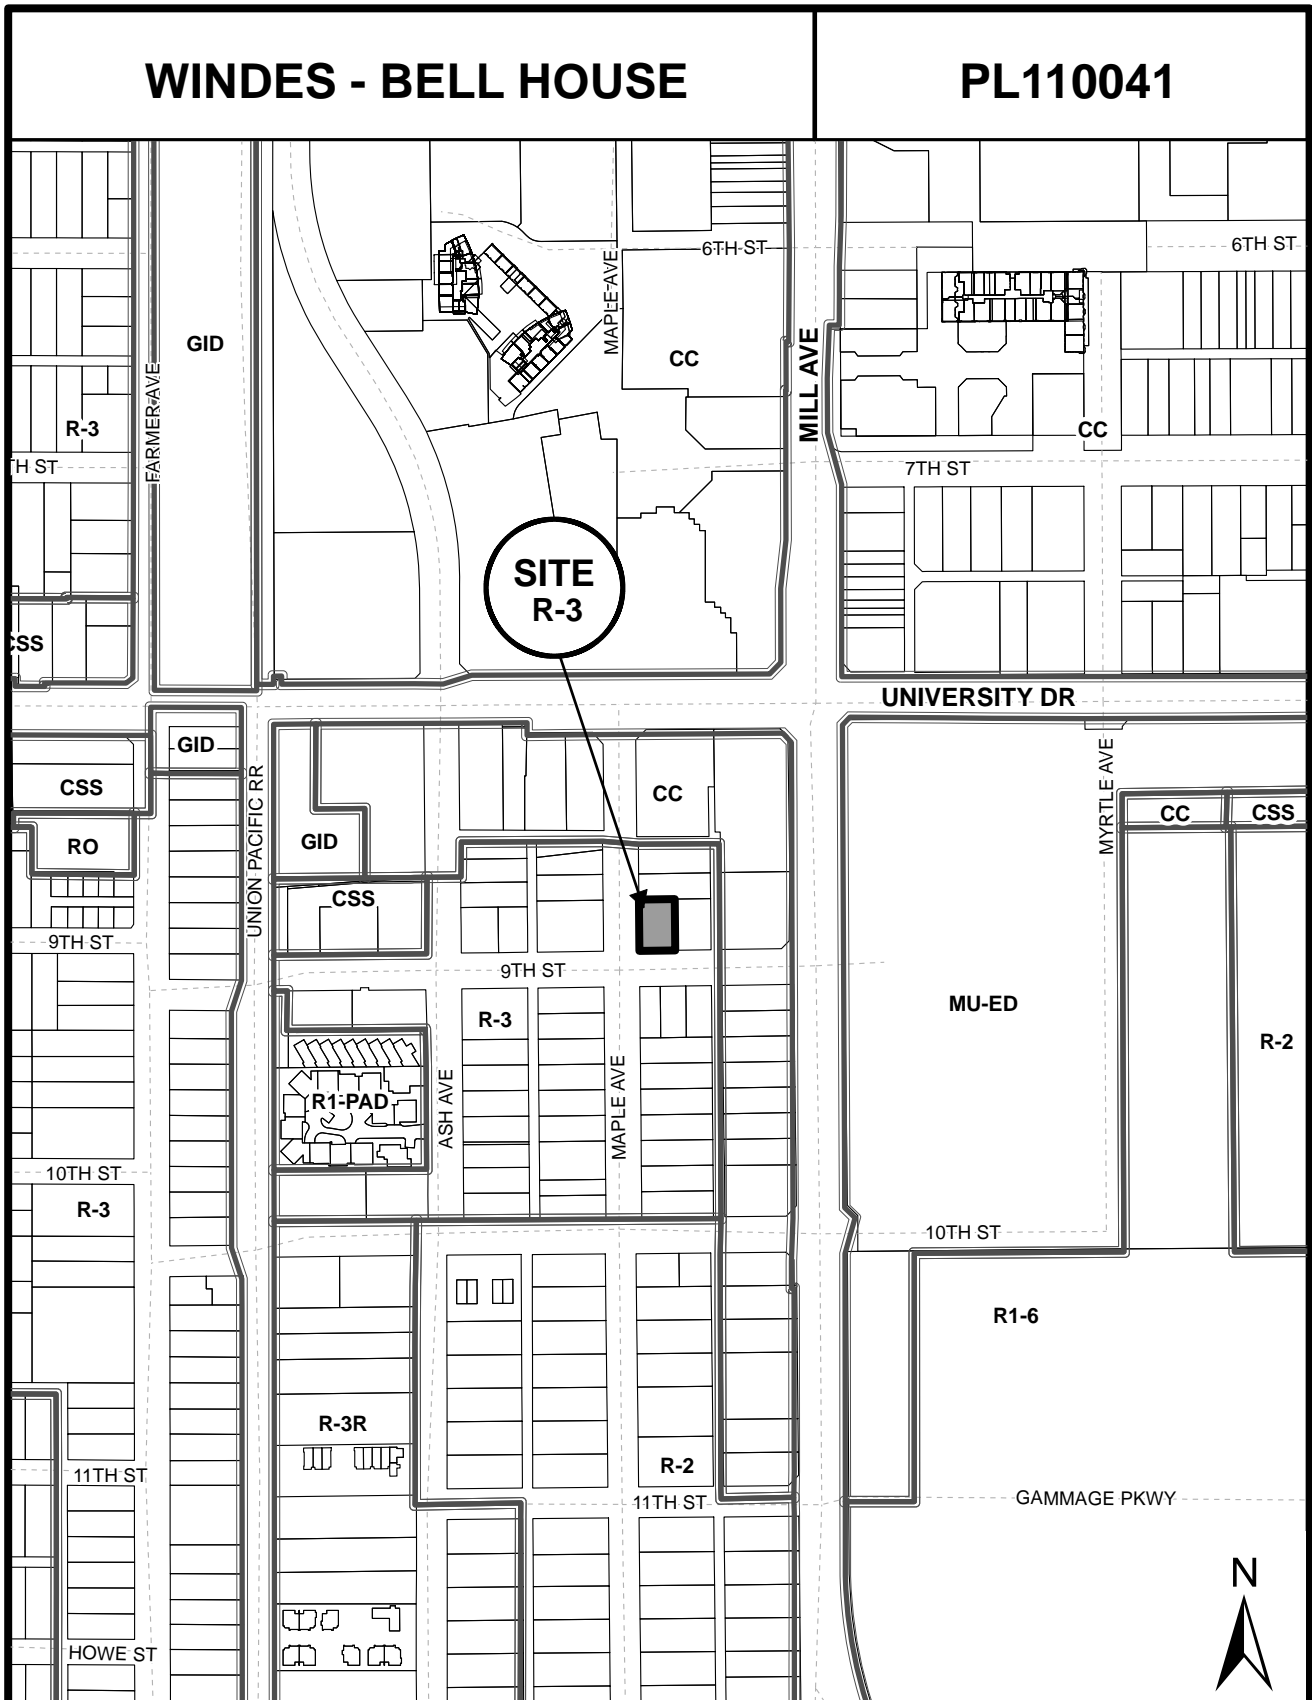 WINDES - BELL HOUSE
PL110041
6TH ST
6TH ST
MAPLE AVE
GID
CC
MILL AVE
FARMER AVE
R-3
CC
TH ST
7TH ST
SITE
R-3
CSS
UNIVERSITY DR
GID
CSS
UNION PACIFIC RR
CC
MYRTLE AVE
CC
CSS
RO
GID
CSS
9TH ST
9TH ST
MU-ED
R-3
R-2
R1-PAD
ASH AVE
MAPLE AVE
10TH ST
R-3
10TH ST
R1-6
R-3R
R-2
11TH ST
11TH ST
GAMMAGE PKWY
N
HOWE ST